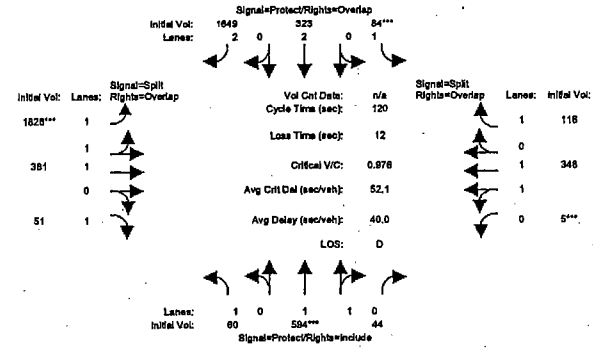 Signal=Protect/Rights=Overlap
Initial Vol: 1649 323 84***
Lanes: 2 0 2 0 1
Signal=Split
Initial Vol: Lanes: Rights=Overlap
Vol Cnt Date: n/a
Signal=Split
Rights=Overlap Lanes: Initial Vol:
Cycle Time (sec): 120
1828*** 1
1 116
Loss Time (sec): 12
1
0
381 1
Critical V/C: 0.976
1 348
0
Avg Crit Del (sec/veh): 52.1
1
51 1
Avg Delay (sec/veh): 40.0
0 5***
LOS: D
Lanes: 1 0 1 1 0
Initial Vol: 60 594*** 44
Signal=Protect/Rights=Include